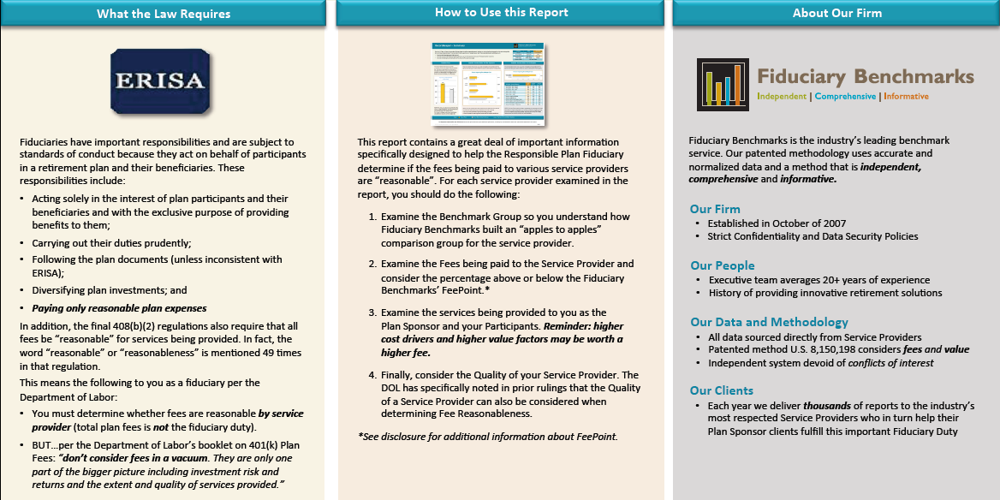 What the Law Requires
ERISA
Fiduciaries have important responsibilities and are subject to
standards of conduct because they act on behalf of participants
in a retirement plan and their beneficiaries. These
responsibilities include:
• Acting solely in the interest of plan participants and their
beneficiaries and with the exclusive purpose of providing
benefits to them;
• Carrying out their duties prudently;
• Following the plan documents (unless inconsistent with
ERISA);
• Diversifying plan investments; and
• Paying only reasonable plan expenses
In addition, the final 408(b)(2) regulations also require that all
fees be “reasonable” for services being provided. In fact, the
word “reasonable” or “reasonableness” is mentioned 49 times
in that regulation.
This means the following to you as a fiduciary per the
Department of Labor:
• You must determine whether fees are reasonable by service
provider (total plan fees is not the fiduciary duty).
• BUT…per the Department of Labor’s booklet on 401(k) Plan
Fees: “don’t consider fees in a vacuum. They are only one
part of the bigger picture including investment risk and
returns and the extent and quality of services provided.”
How to Use this Report
This report contains a great deal of important information
specifically designed to help the Responsible Plan Fiduciary
determine if the fees being paid to various service providers
are “reasonable”. For each service provider examined in the
report, you should do the following:
1. Examine the Benchmark Group so you understand how
Fiduciary Benchmarks built an “apples to apples”
comparison group for the service provider.
2. Examine the Fees being paid to the Service Provider and
consider the percentage above or below the Fiduciary
Benchmarks’ FeePoint.*
3. Examine the services being provided to you as the
Plan Sponsor and your Participants. Reminder: higher
cost drivers and higher value factors may be worth a
higher fee.
4. Finally, consider the Quality of your Service Provider. The
DOL has specifically noted in prior rulings that the Quality
of a Service Provider can also be considered when
determining Fee Reasonableness.
*See disclosure for additional information about FeePoint.
About Our Firm
Fiduciary Benchmarks
Independent | Comprehensive | Informative
Fiduciary Benchmarks is the industry’s leading benchmark
service. Our patented methodology uses accurate and
normalized data and a method that is independent,
comprehensive and informative.
Our Firm
• Established in October of 2007
• Strict Confidentiality and Data Security Policies
Our People
• Executive team averages 20+ years of experience
• History of providing innovative retirement solutions
Our Data and Methodology
• All data sourced directly from Service Providers
• Patented method U.S. 8,150,198 considers fees and value
• Independent system devoid of conflicts of interest
Our Clients
• Each year we deliver thousands of reports to the industry’s
most respected Service Providers who in turn help their
Plan Sponsor clients fulfill this important Fiduciary Duty